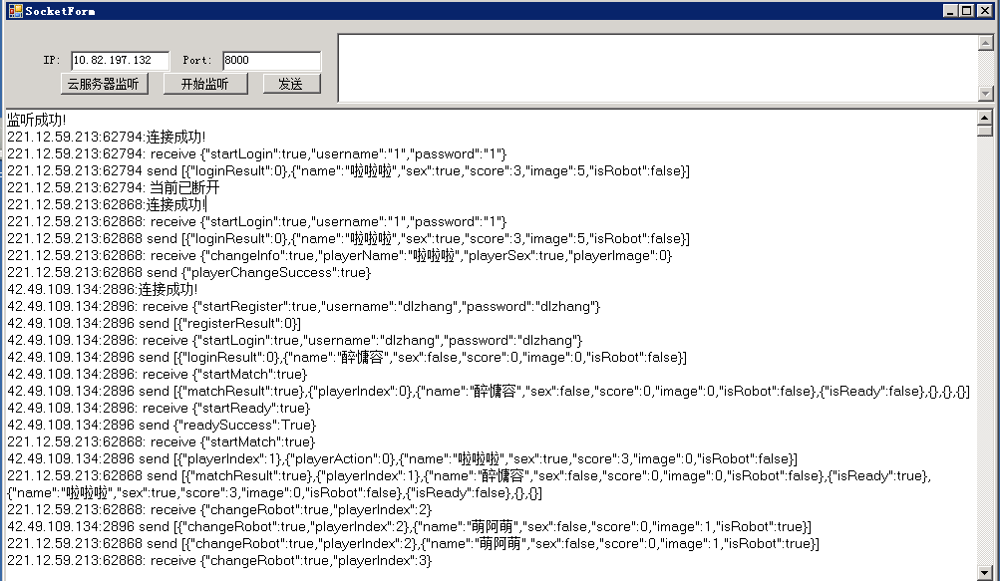 SocketForm
IP: 10.82.197.132 Port: 8000
云服务器监听 开始监听 发送
监听成功!
221.12.59.213:62794:连接成功!
221.12.59.213:62794: receive {"startLogin":true,"username":"1","password":"1"}
221.12.59.213:62794 send [{"loginResult":0},{"name":"啦啦啦","sex":true,"score":3,"image":5,"isRobot":false}]
221.12.59.213:62794: 当前已断开
221.12.59.213:62868:连接成功!
221.12.59.213:62868: receive {"startLogin":true,"username":"1","password":"1"}
221.12.59.213:62868 send [{"loginResult":0},{"name":"啦啦啦","sex":true,"score":3,"image":5,"isRobot":false}]
221.12.59.213:62868: receive {"changeInfo":true,"playerName":"啦啦啦","playerSex":true,"playerImage":0}
221.12.59.213:62868 send {"playerChangeSuccess":true}
42.49.109.134:2896:连接成功!
42.49.109.134:2896: receive {"startRegister":true,"username":"dlzhang","password":"dlzhang"}
42.49.109.134:2896 send [{"registerResult":0}]
42.49.109.134:2896: receive {"startLogin":true,"username":"dlzhang","password":"dlzhang"}
42.49.109.134:2896 send [{"loginResult":0},{"name":"醉慵容","sex":false,"score":0,"image":0,"isRobot":false}]
42.49.109.134:2896: receive {"startMatch":true}
42.49.109.134:2896 send [{"matchResult":true},{"playerIndex":0},{"name":"醉慵容","sex":false,"score":0,"image":0,"isRobot":false},{"isReady":false},{},{},{}]
42.49.109.134:2896: receive {"startReady":true}
42.49.109.134:2896 send {"readySuccess":True}
221.12.59.213:62868: receive {"startMatch":true}
42.49.109.134:2896 send [{"playerIndex":1},{"playerAction":0},{"name":"啦啦啦","sex":true,"score":3,"image":0,"isRobot":false}]
221.12.59.213:62868 send [{"matchResult":true},{"playerIndex":1},{"name":"醉慵容","sex":false,"score":0,"image":0,"isRobot":false},{"isReady":true},
{"name":"啦啦啦","sex":true,"score":3,"image":0,"isRobot":false},{"isReady":false},{},{}]
221.12.59.213:62868: receive {"changeRobot":true,"playerIndex":2}
42.49.109.134:2896 send [{"changeRobot":true,"playerIndex":2},{"name":"萌阿萌","sex":false,"score":0,"image":1,"isRobot":true}]
221.12.59.213:62868 send [{"changeRobot":true,"playerIndex":2},{"name":"萌阿萌","sex":false,"score":0,"image":1,"isRobot":true}]
221.12.59.213:62868: receive {"changeRobot":true,"playerIndex":3}